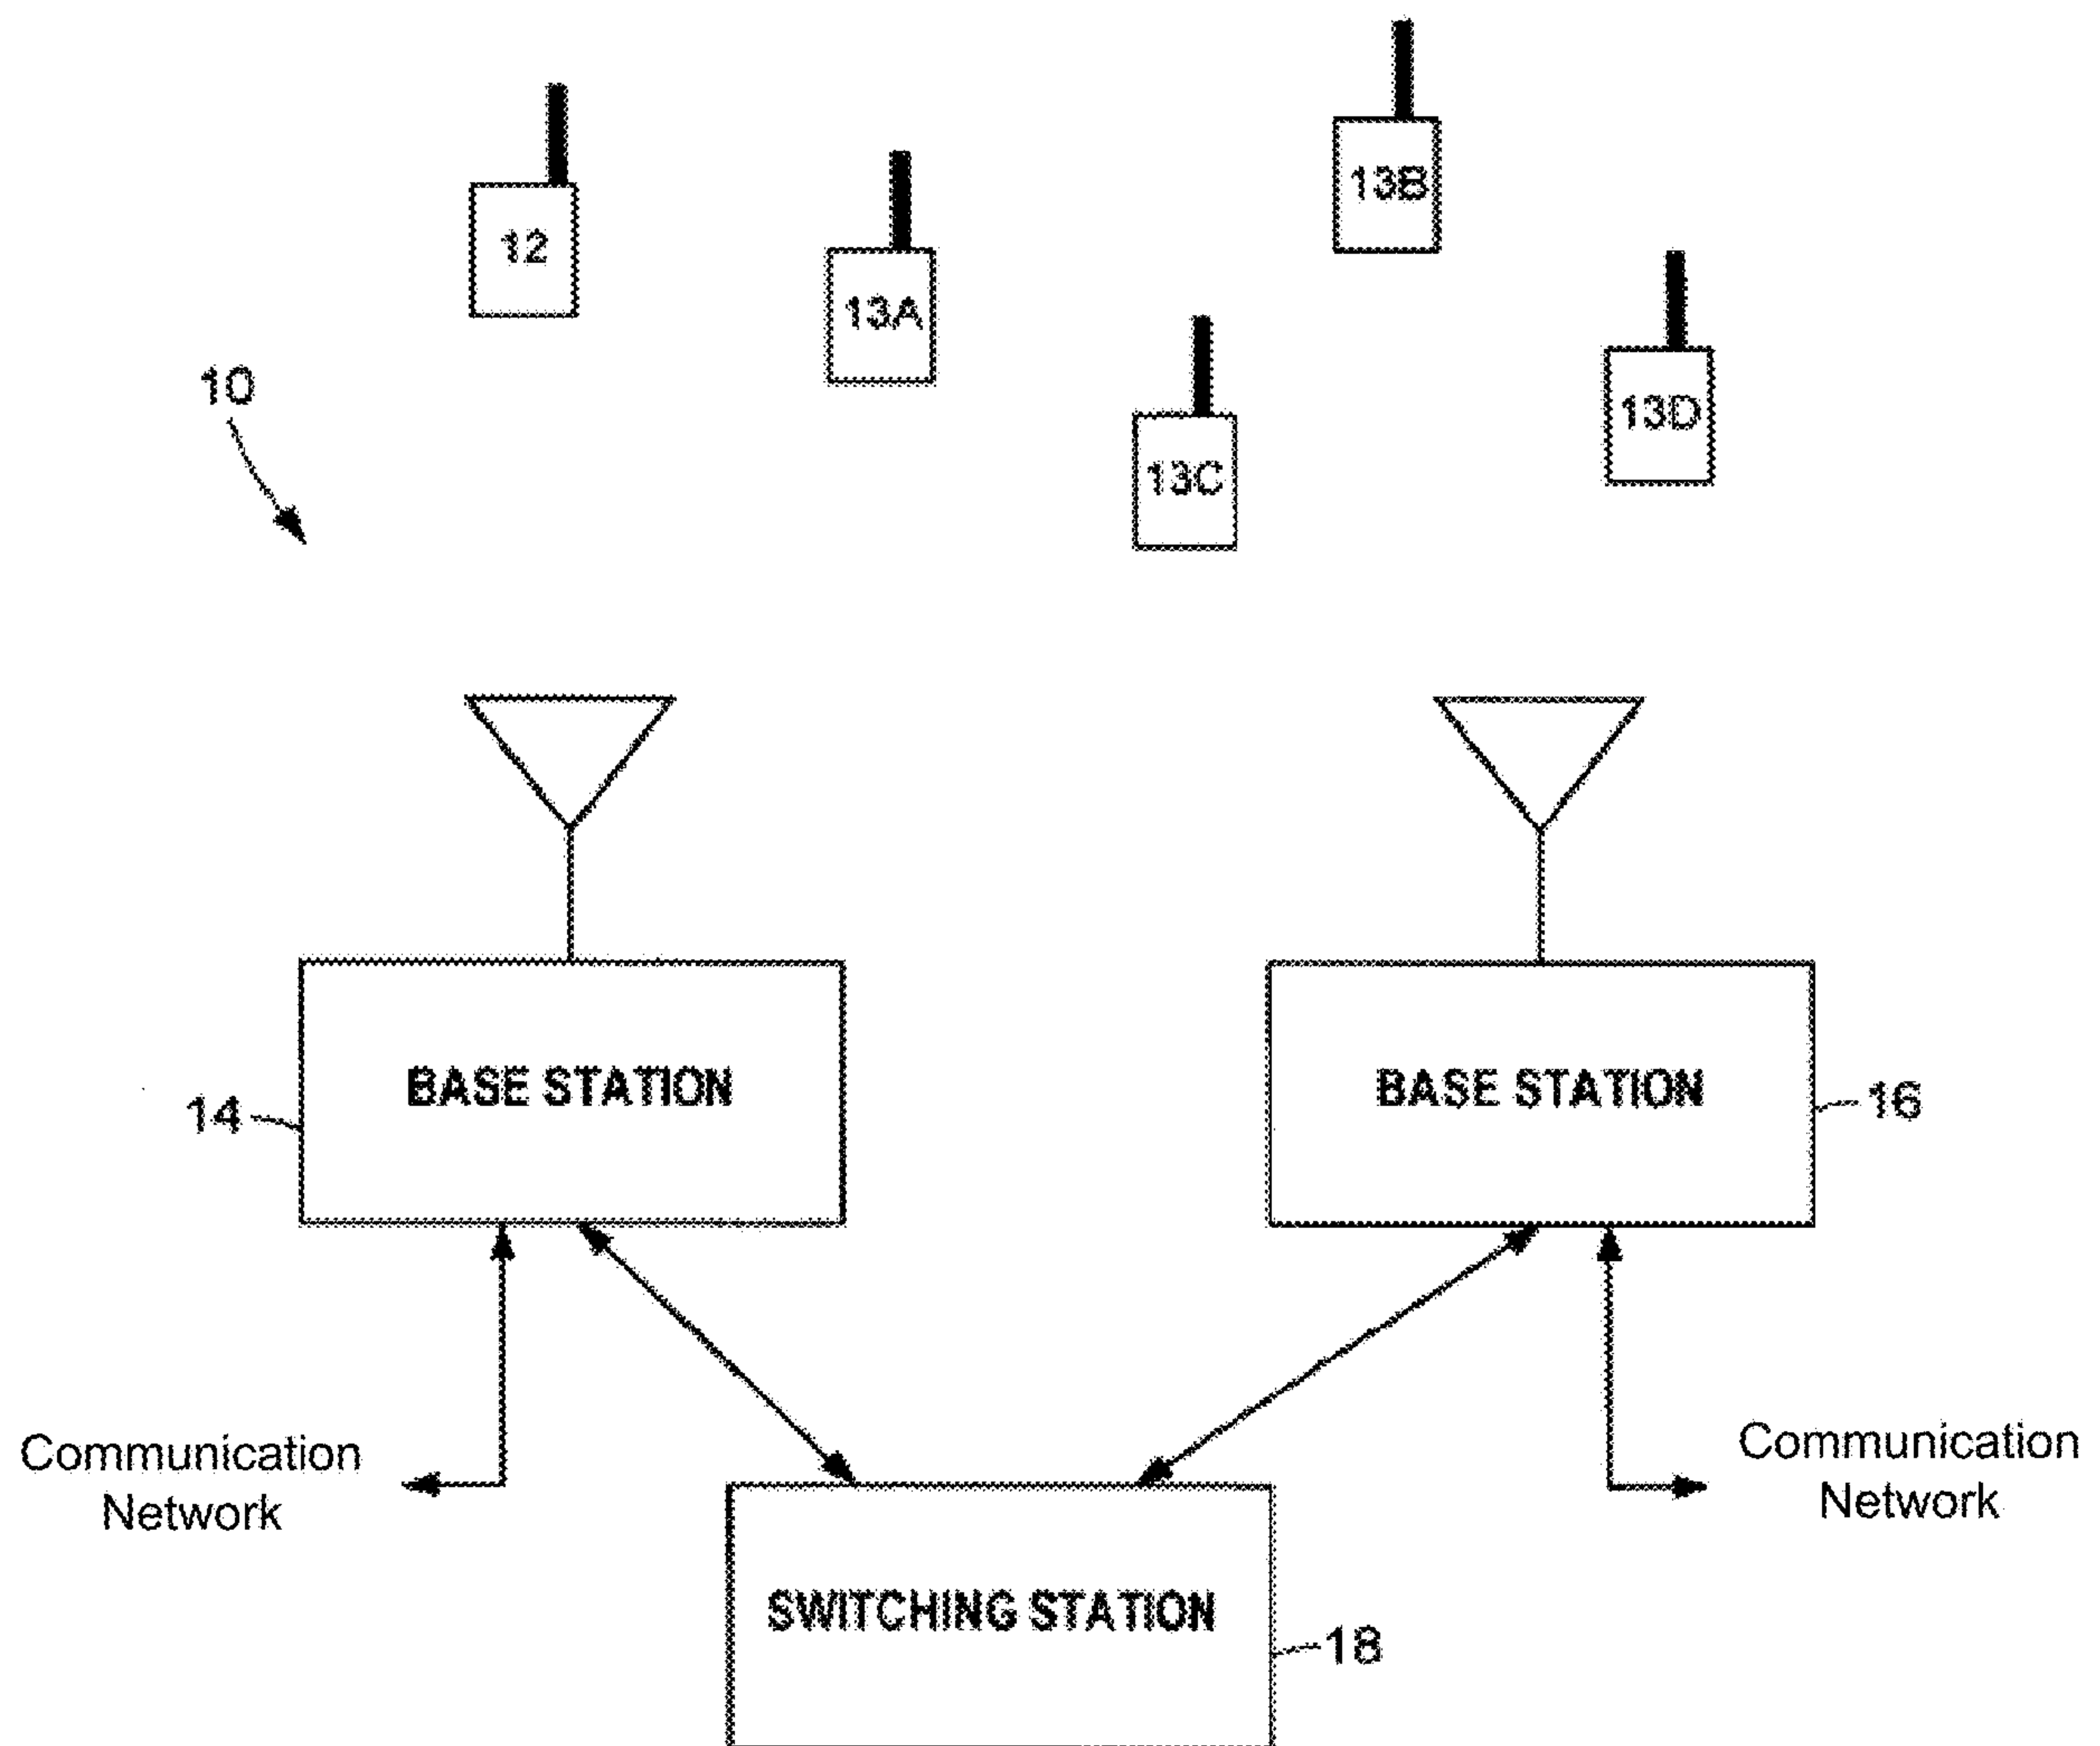 13B
12
13A
10
13D
13C
BASE STATION
BASE STATION
14
16
Communication
Network
Communication
Network
SWITCHING STATION
18